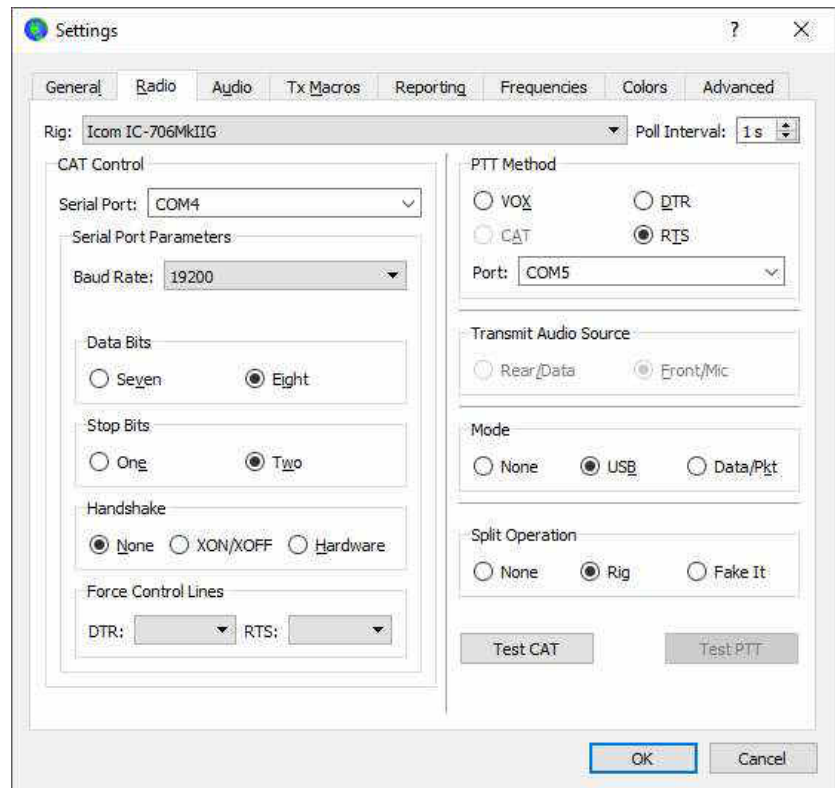 Settings
?
General Radio Audio Tx Macros Reporting Frequencies Colors Advanced
Rig: Icom IC-706MkIIG Poll Interval: 1 s
CAT Control
Serial Port: COM4
Serial Port Parameters
Baud Rate: 19200
Data Bits
Seven Eight
Stop Bits
One Two
Handshake
None XON/XOFF Hardware
Force Control Lines
DTR: RTS:
PTT Method
VOX DTR
CAT RTS
Port: COM5
Transmit Audio Source
Rear/Data Front/Mic
Mode
None USB Data/Pkt
Split Operation
None Rig Fake It
Test CAT Test PTT
OK Cancel